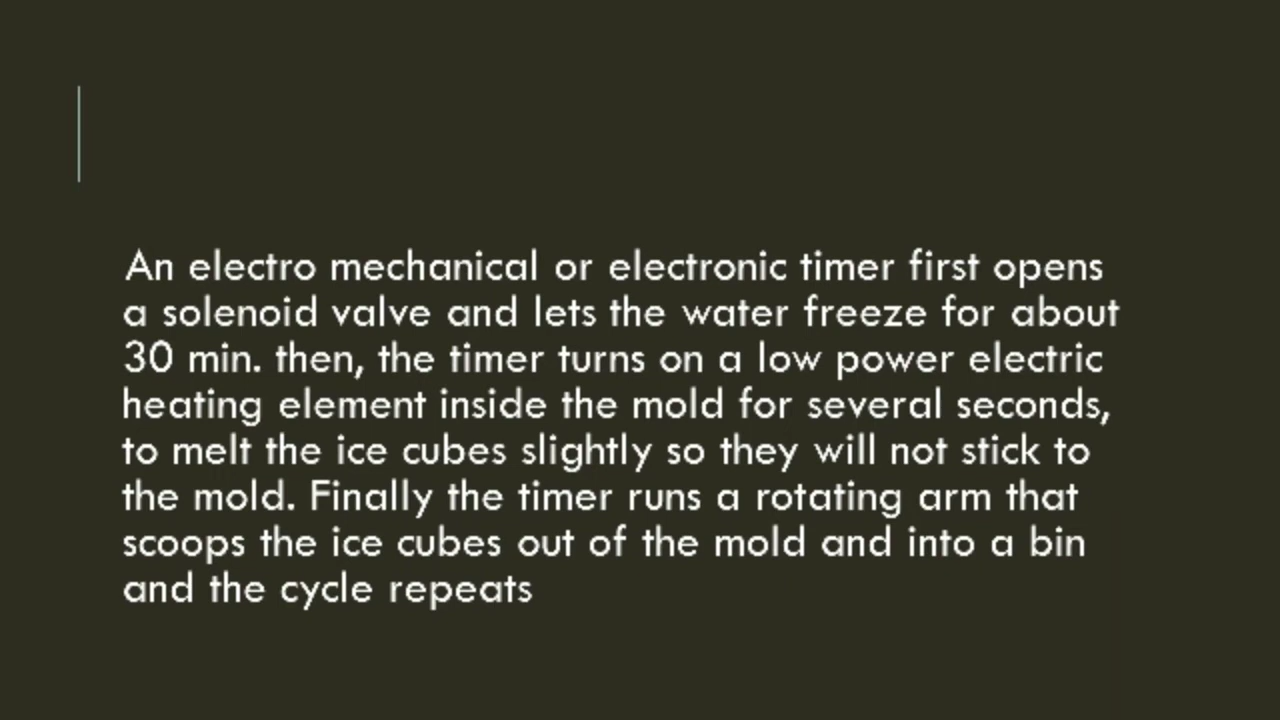 An electro mechanical or electronic timer first opens
a solenoid valve and lets the water freeze for about
30 min. then, the timer turns on a low power electric
heating element inside the mold for several seconds,
to melt the ice cubes slightly so they will not stick to
the mold. Finally the timer runs a rotating arm that
scoops the ice cubes out of the mold and into a bin
and the cycle repeats